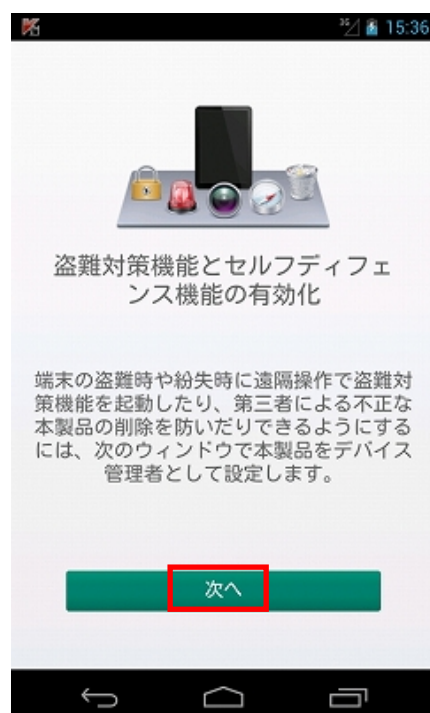 3G 15:36
盗難対策機能とセルフディフェ
ンス機能の有効化
端末の盗難時や紛失時に遠隔操作で盗難対
策機能を起動したり、第三者による不正な
本製品の削除を防いだりできるようにする
には、次のウィンドウで本製品をデバイス
管理者として設定します。
次へ